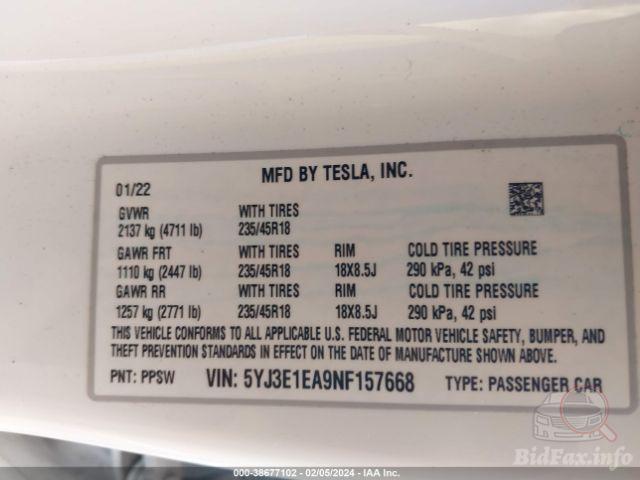 MFD BY TESLA, INC.
01/22
GVWR WITH TIRES
2137 kg (4711 lb) 235/45R18
GAWR FRT WITH TIRES RIM COLD TIRE PRESSURE
1110 kg (2447 lb) 235/45R18 18X8.5J 290 kPa, 42 psi
GAWR RR WITH TIRES RIM COLD TIRE PRESSURE
1257 kg (2771 lb) 235/45R18 18X8.5J 290 kPa, 42 psi
THIS VEHICLE CONFORMS TO ALL APPLICABLE U.S. FEDERAL MOTOR VEHICLE SAFETY, BUMPER, AND
THEFT PREVENTION STANDARDS IN EFFECT ON THE DATE OF MANUFACTURE SHOWN ABOVE.
PNT: PPSW VIN: 5YJ3E1EA9NF157668 TYPE: PASSENGER CAR
BidFax.info
000-38677102 - 02/05/2024 - IAA Inc.